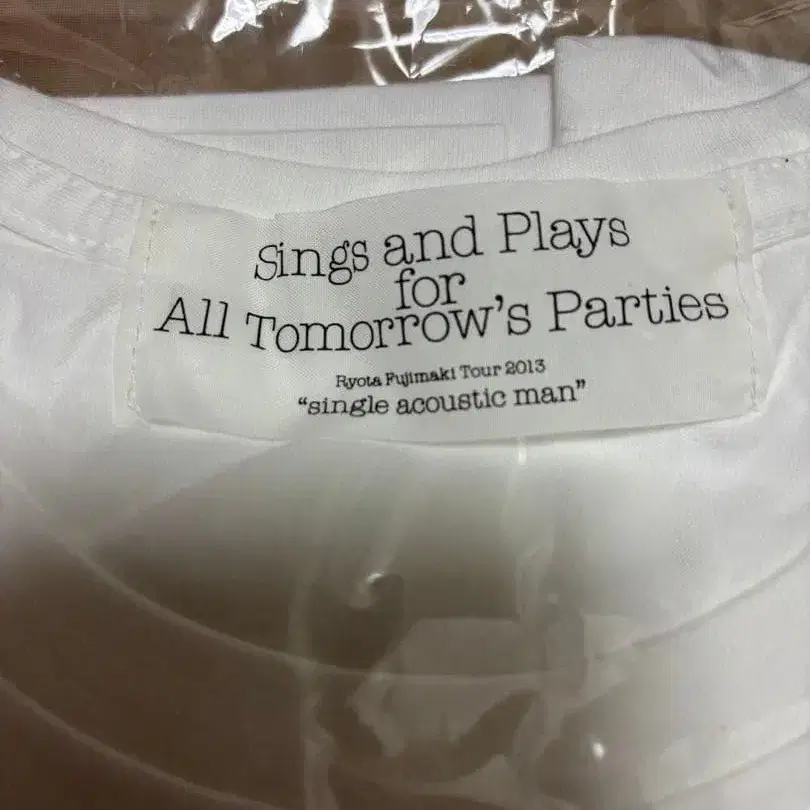 Sings and Plays
for
All Tomorrow's Parties
Ryota Fujimaki Tour 2013
“single acoustic man”